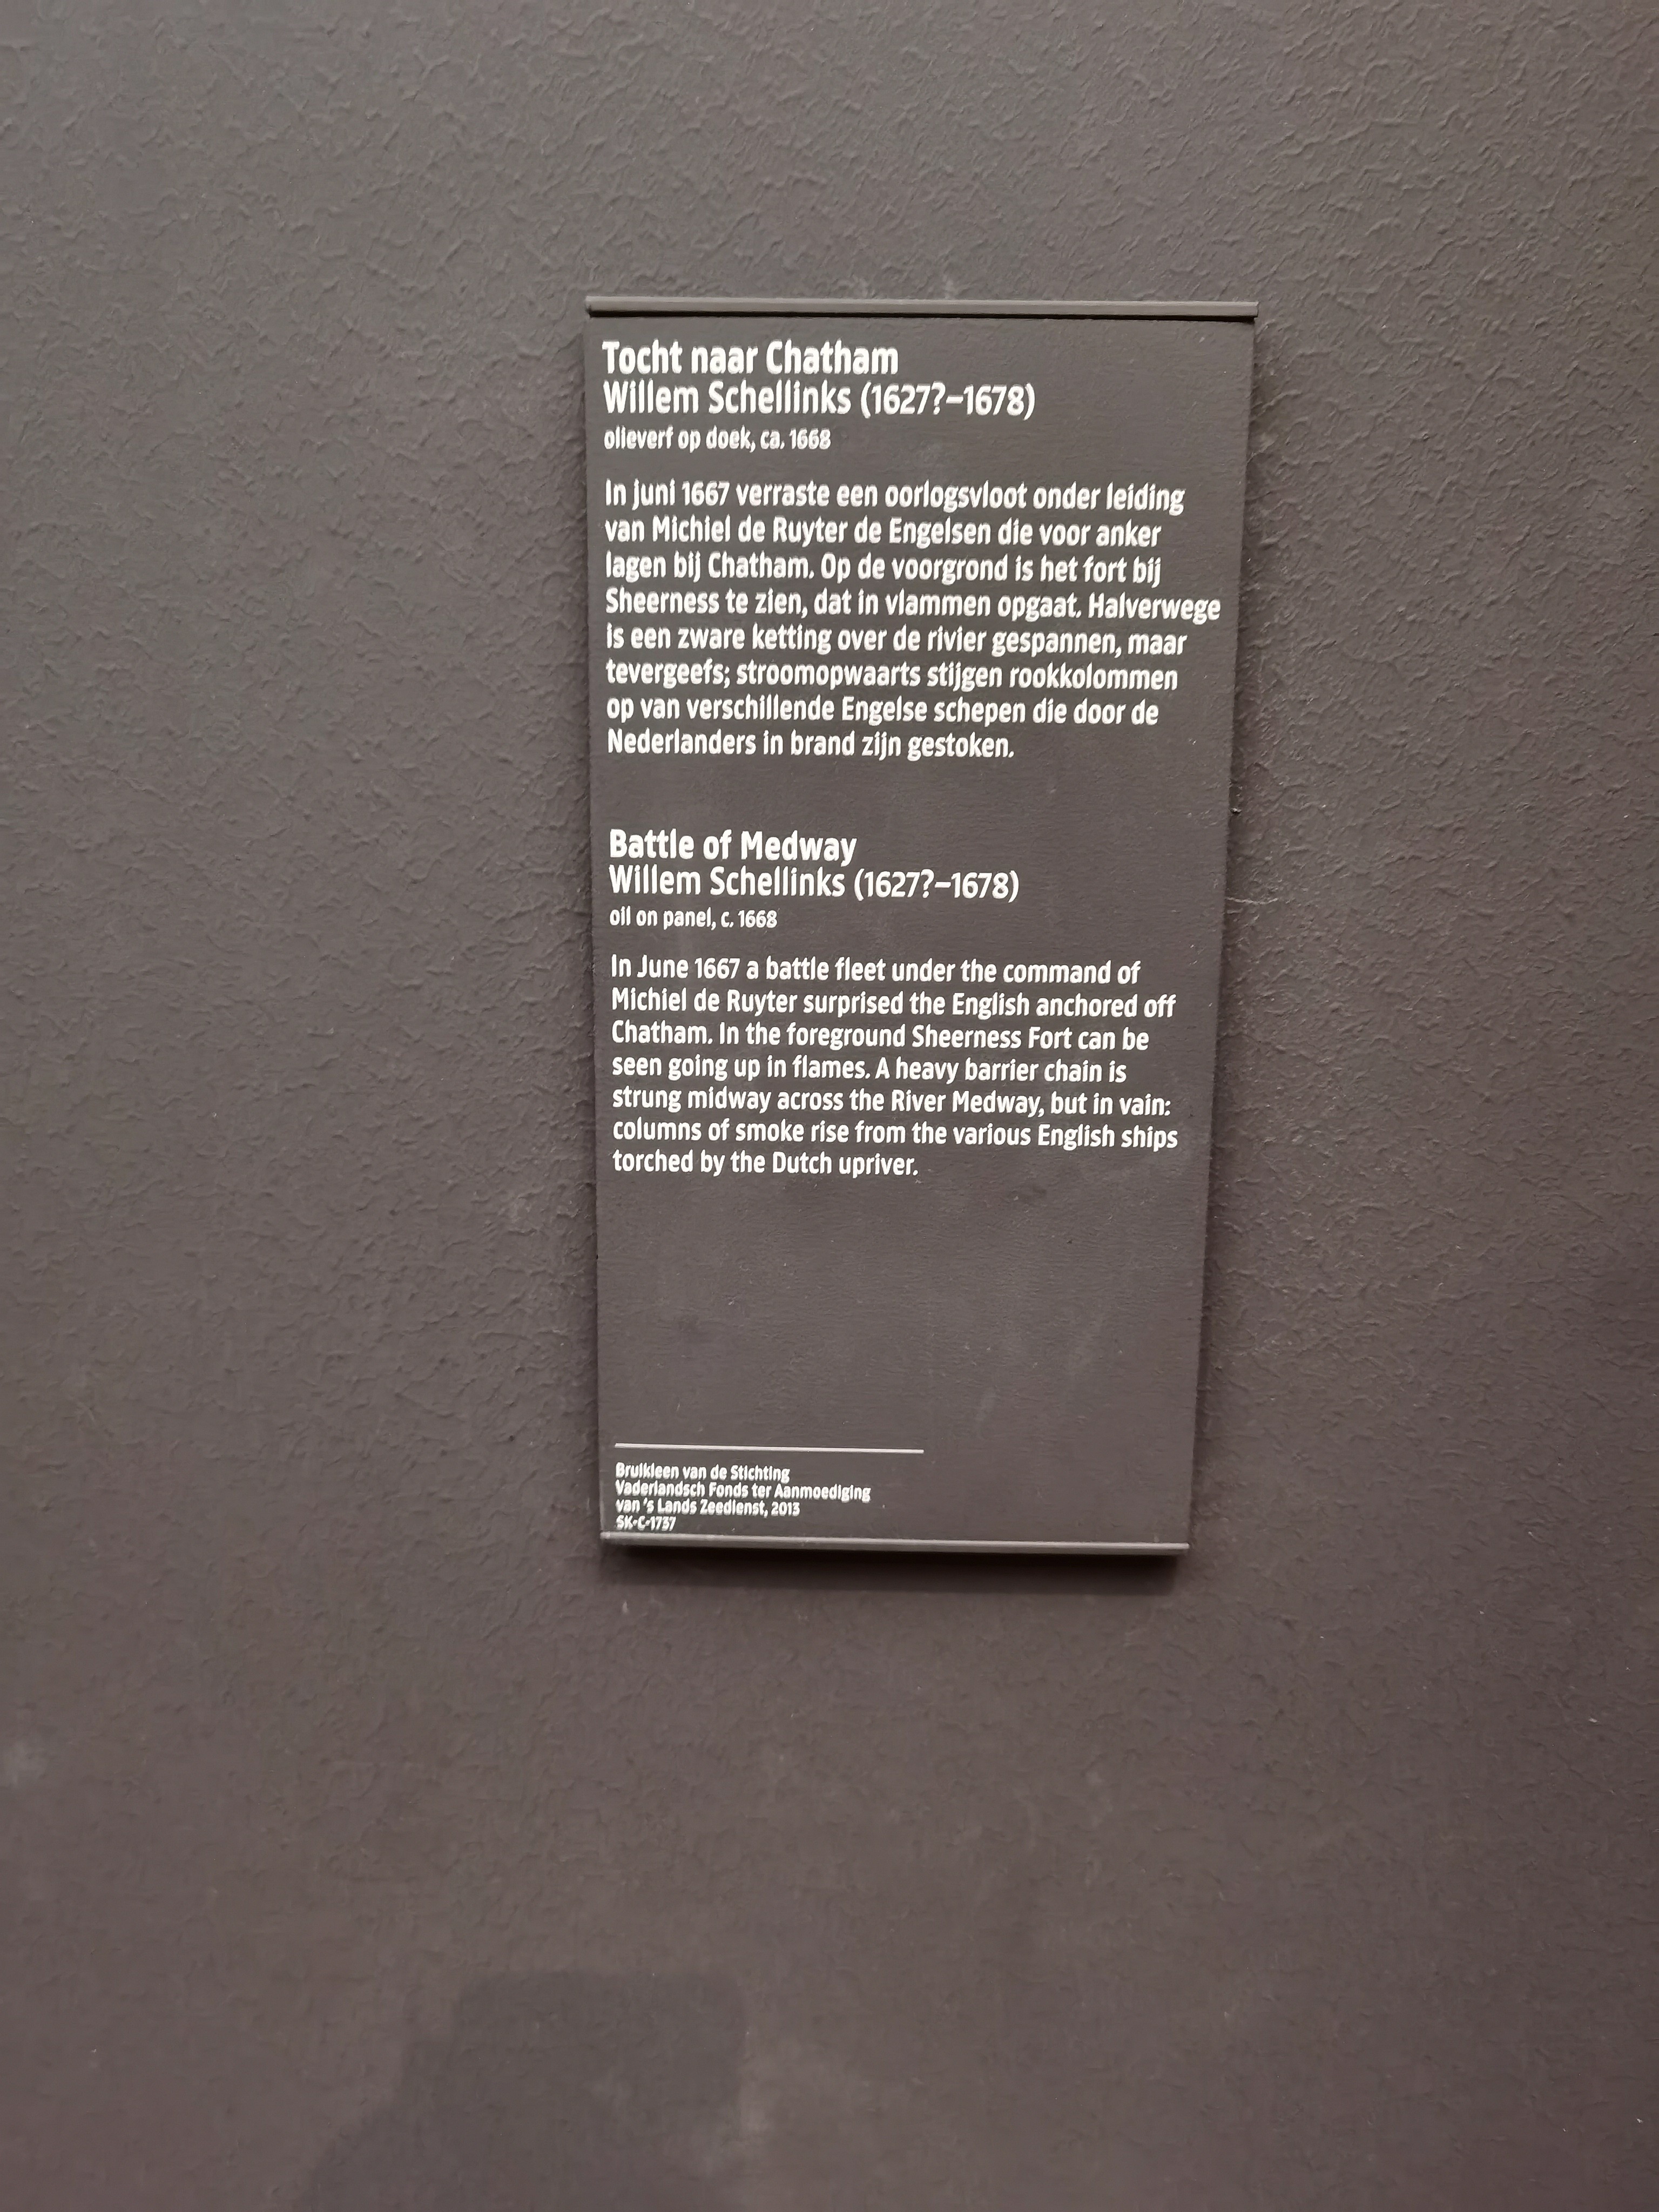 Tocht naar Chatham
Willem Schellinks (1627?–1678)
olieverf op doek, ca. 1668
In juni 1667 verraste een oorlogsvloot onder leiding
van Michiel de Ruyter de Engelsen die voor anker
lagen bij Chatham. Op de voorgrond is het fort bij
Sheerness te zien, dat in vlammen opgaat. Halverwege
is een zware ketting over de rivier gespannen, maar
tevergeefs; stroomopwaarts stijgen rookkolommen
op van verschillende Engelse schepen die door de
Nederlanders in brand zijn gestoken.
Battle of Medway
Willem Schellinks (1627?–1678)
oil on panel, c. 1668
In June 1667 a battle fleet under the command of
Michiel de Ruyter surprised the English anchored off
Chatham. In the foreground Sheerness Fort can be
seen going up in flames. A heavy barrier chain is
strung midway across the River Medway, but in vain:
columns of smoke rise from the various English ships
torched by the Dutch upriver.
Bruikleen van de Stichting
Vaderlandsch Fonds ter Aanmoediging
van 's Lands Zeedienst, 2013
SK-C-1737